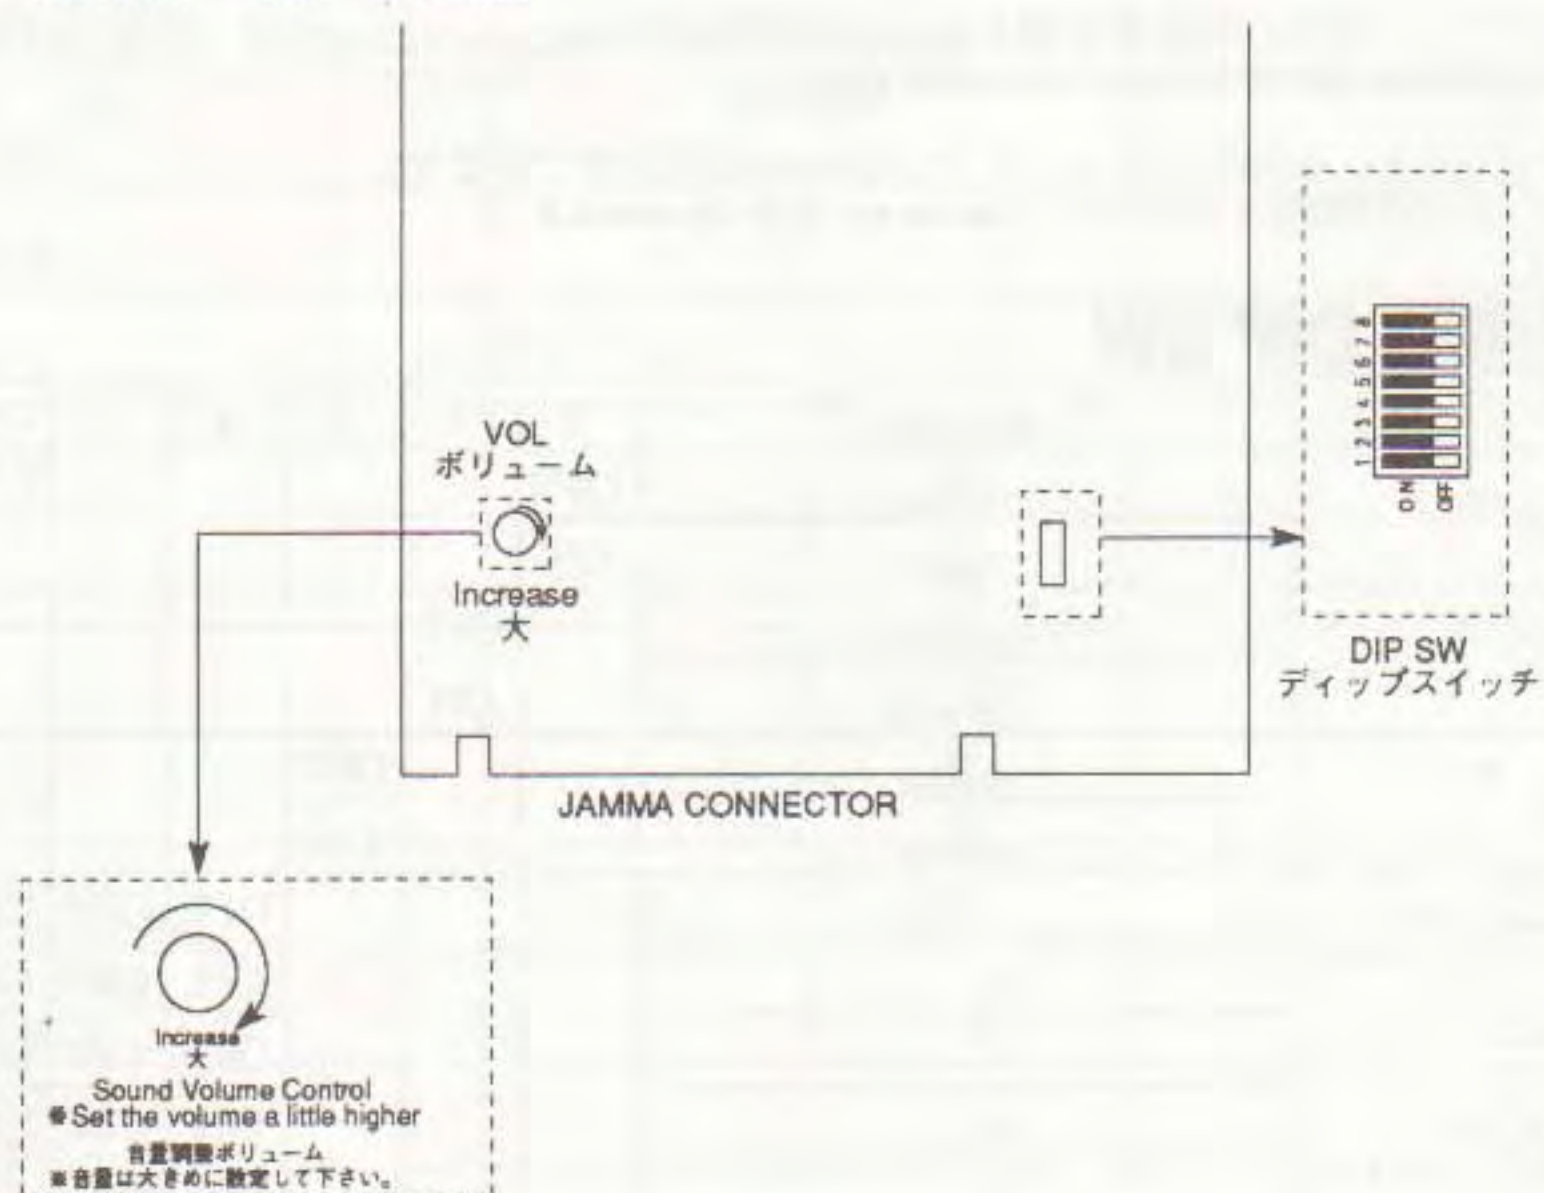 VOL
ボリューム
Increase
大
8
7
6
5
4
3
2
1
ON
OFF
DIP SW
ディップスイッチ
JAMMA CONNECTOR
Increase
大
Sound Volume Control
※Set the volume a little higher
音量調整ボリューム
※音量は大きめに設定して下さい。